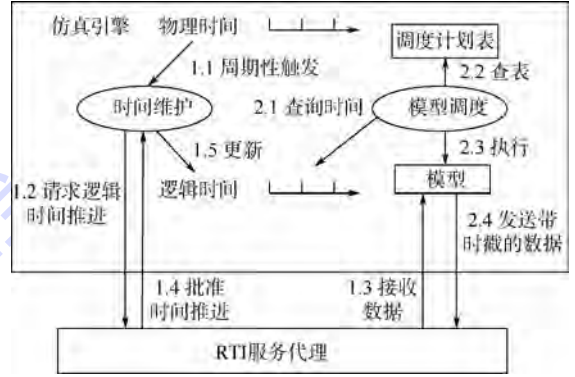 仿真引擎 物理时间
调度计划表
1.1 周期性触发
2.2 查表
时间维护
2.1 查询时间
模型调度
1.5 更新
2.3 执行
1.2 请求逻辑
时间推进
逻辑时间
模型
2.4 发送带
时戳的数据
1.4 批准
时间推进
1.3 接收
数据
RTI服务代理